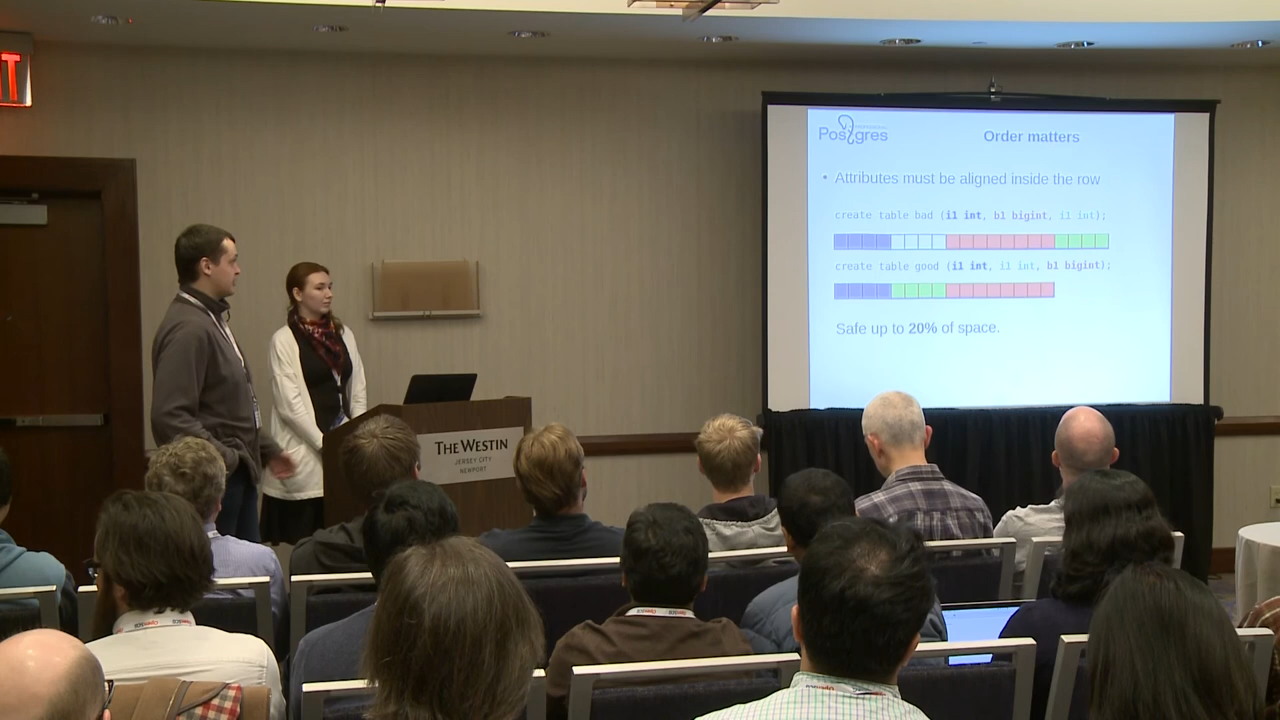 IT
PROFESSIONAL
Postgres
Order matters
• Attributes must be aligned inside the row
create table bad (i1 int, b1 bigint, i1 int);
create table good (i1 int, i1 int, b1 bigint);
Safe up to 20% of space.
THE WESTIN
JERSEY CITY
NEWPORT